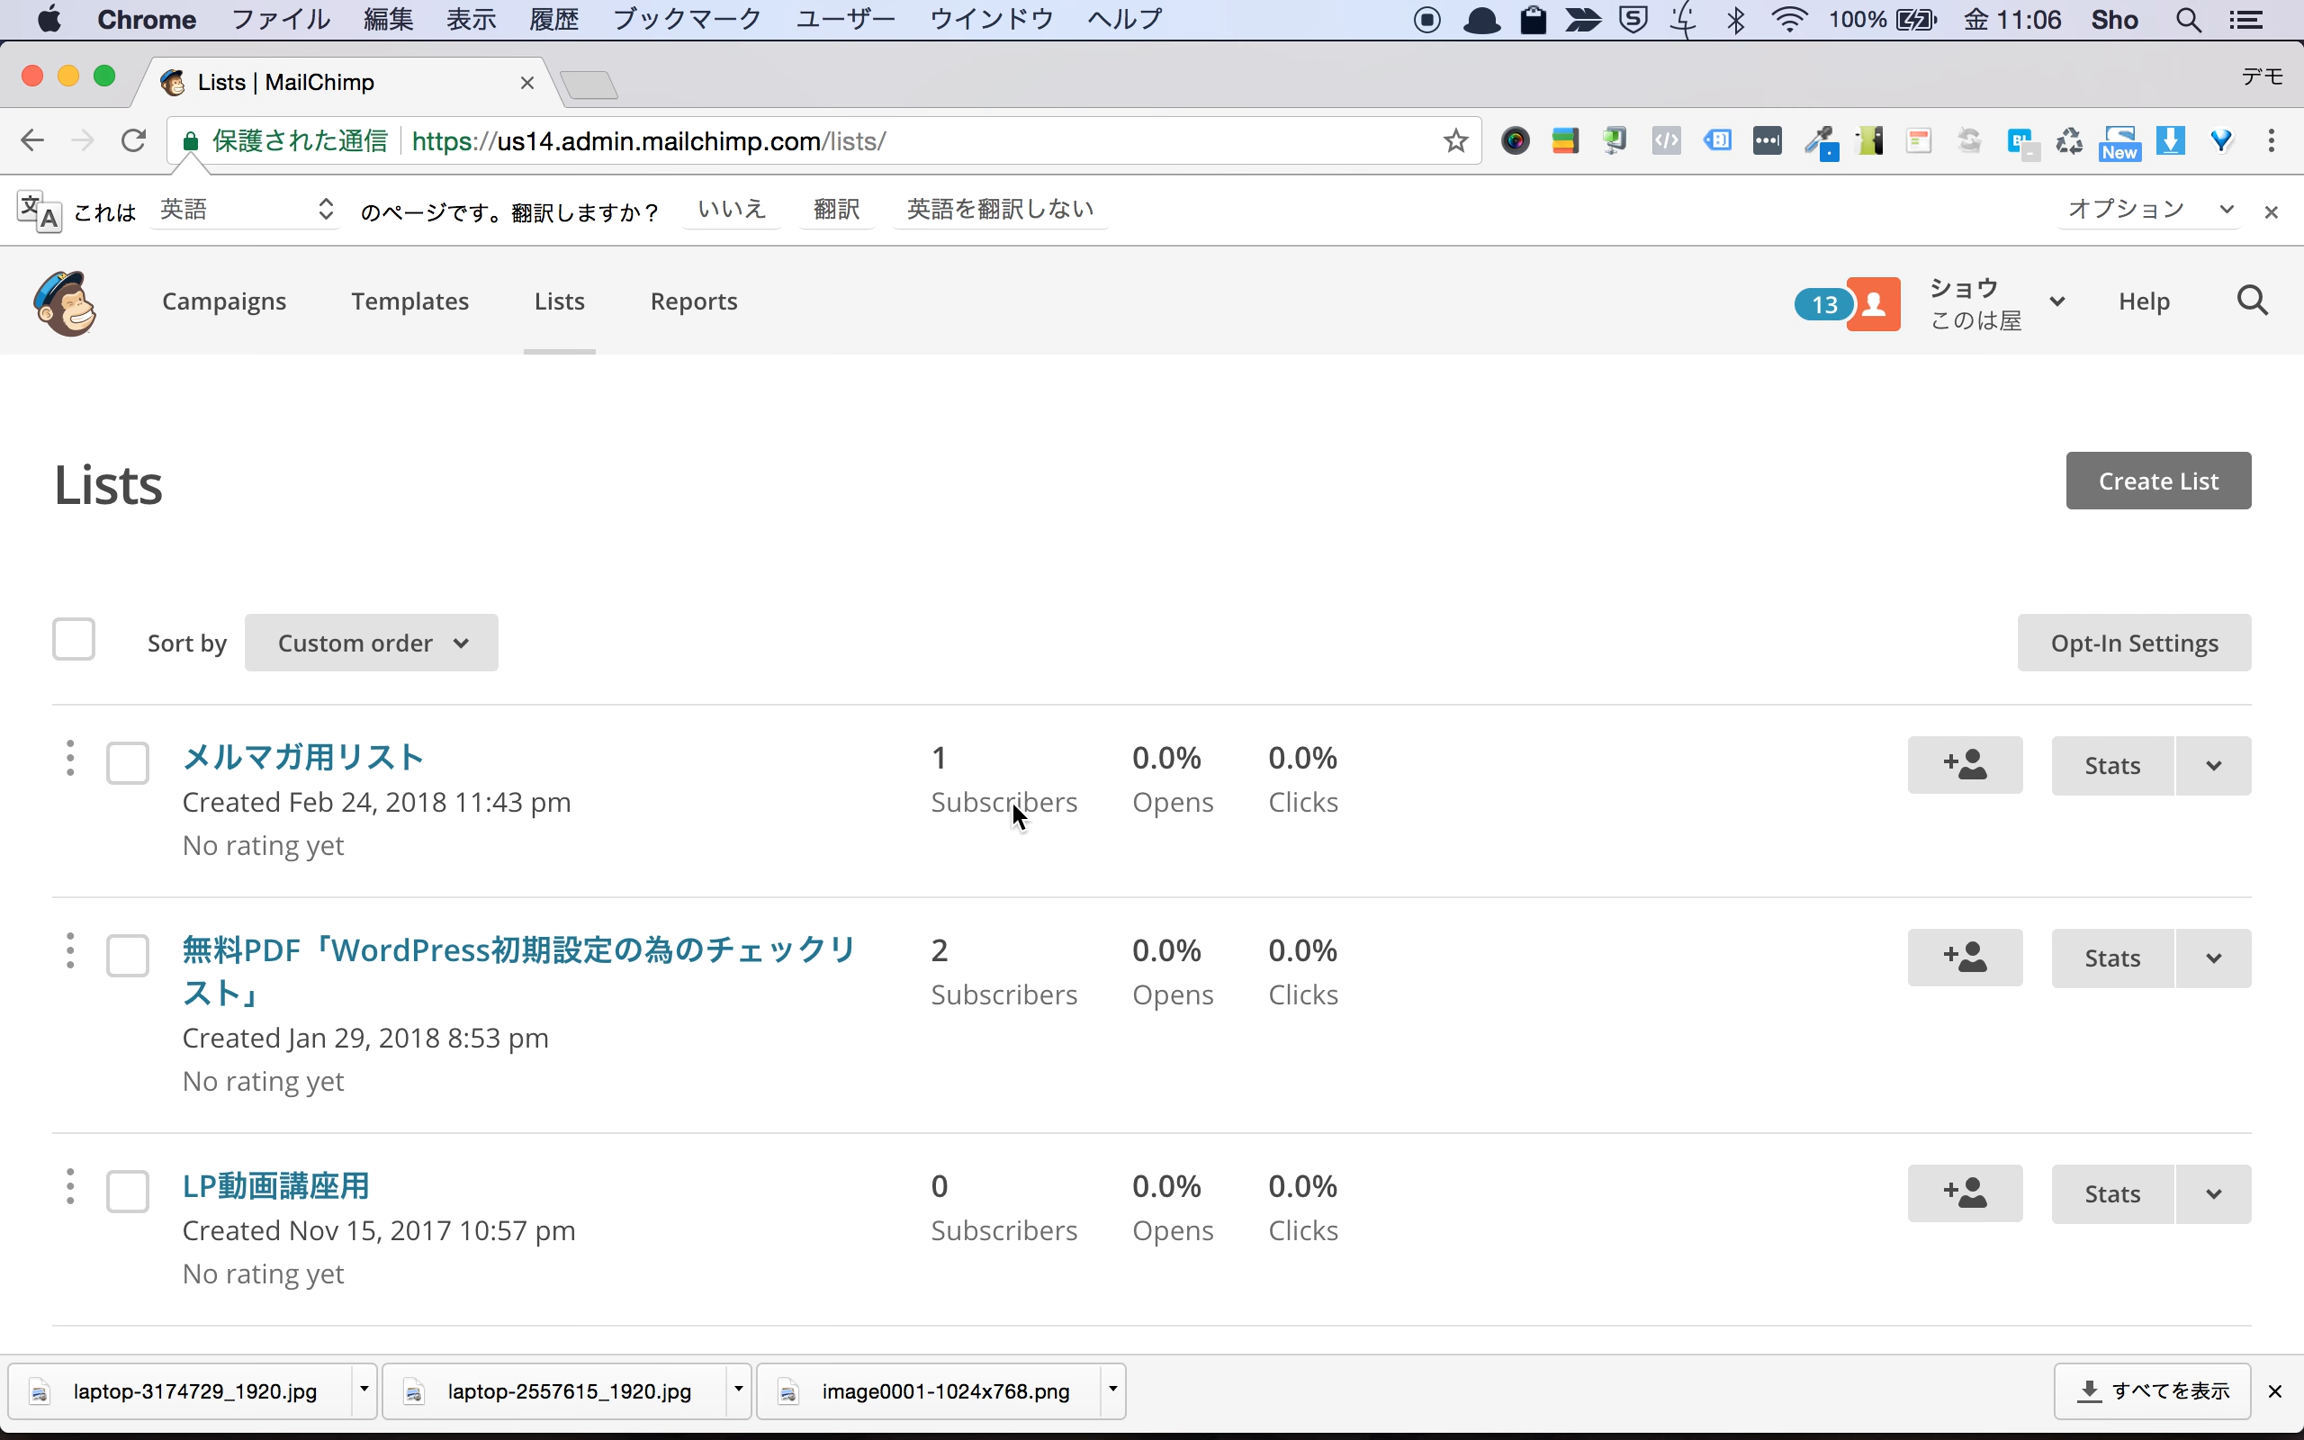 Chrome ファイル 編集 表示 履歴 ブックマーク ユーザー ウインドウ ヘルプ 100% 金 11:06 Sho
Lists | MailChimp デモ
保護された通信 https://us14.admin.mailchimp.com/lists/ New
これは 英語 のページです。翻訳しますか？ いいえ 翻訳 英語を翻訳しない オプション
Campaigns Templates Lists Reports 13 ショウ Help
このは屋
Lists Create List
Sort by Custom order Opt-In Settings
メルマガ用リスト 1 0.0% 0.0% Stats
Created Feb 24, 2018 11:43 pm Subscribers Opens Clicks
No rating yet
無料PDF「WordPress初期設定の為のチェックリ 2 0.0% 0.0% Stats
スト」 Subscribers Opens Clicks
Created Jan 29, 2018 8:53 pm
No rating yet
LP動画講座用 0 0.0% 0.0% Stats
Created Nov 15, 2017 10:57 pm Subscribers Opens Clicks
No rating yet
laptop-3174729_1920.jpg laptop-2557615_1920.jpg image0001-1024x768.png すべてを表示